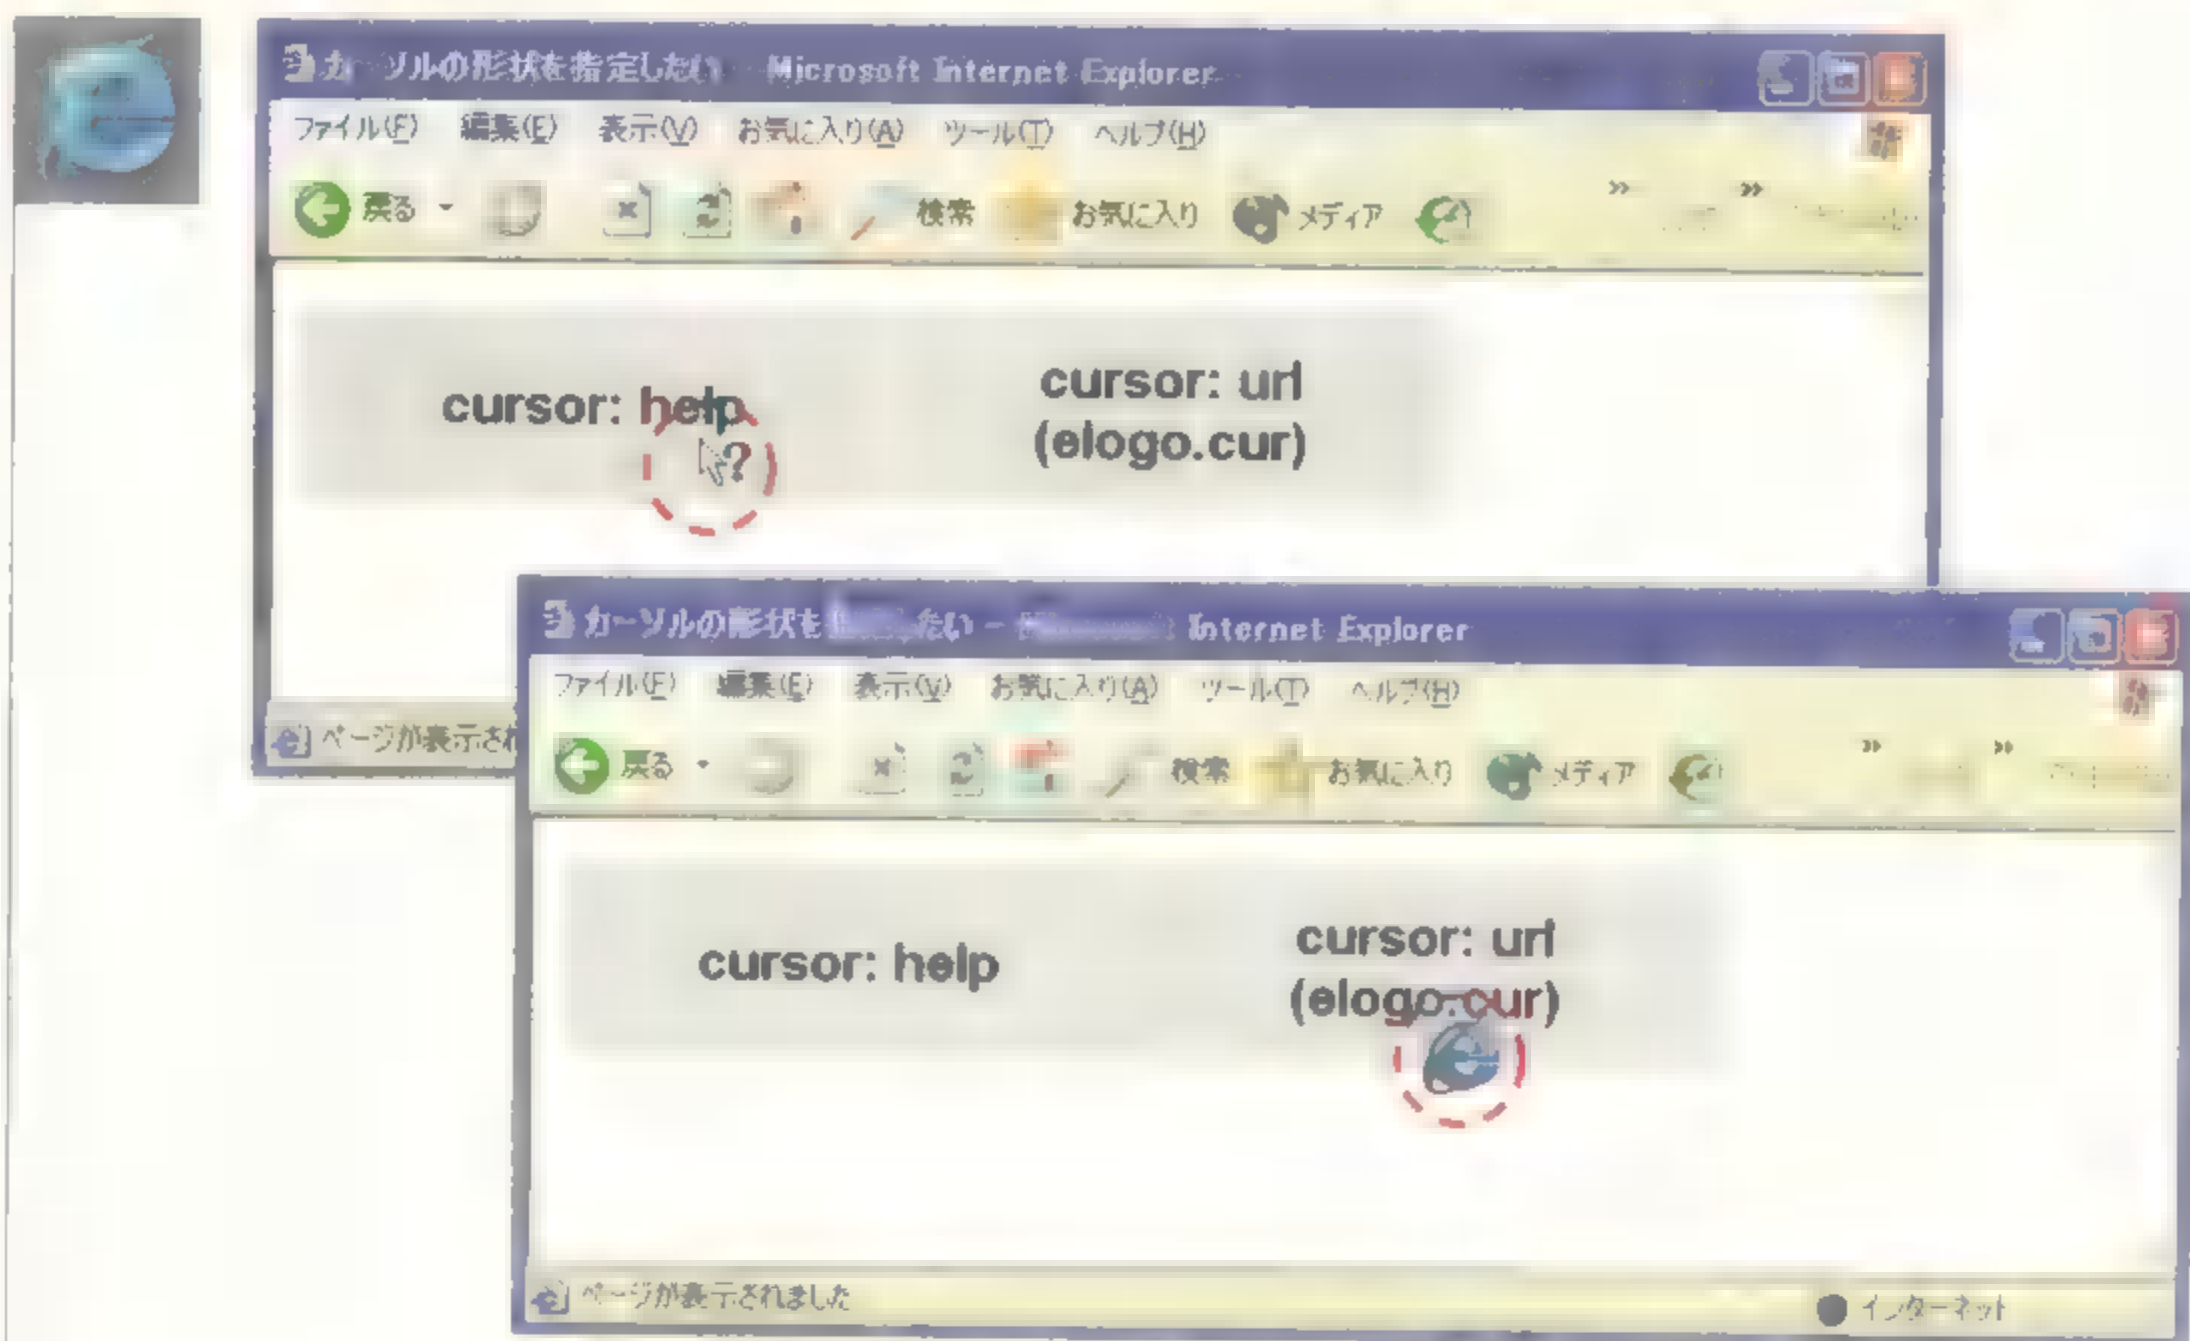 カーソルの形状を指定したい Microsoft Internet Explorer
ファイル(F) 編集(E) 表示(V) お気に入り(A) ツール(T) ヘルプ(H)
戻る 検索 お気に入り メディア » »
cursor: help
cursor: url
(elogo.cur)
ページが表示され
カーソルの形状を したい - Internet Explorer
ファイル(F) 編集(E) 表示(V) お気に入り(A) ツール(T) ヘルプ(H)
戻る 検索 お気に入り メディア » »
cursor: help
cursor: url
(elogo.cur)
ページが表示されました
インターネット